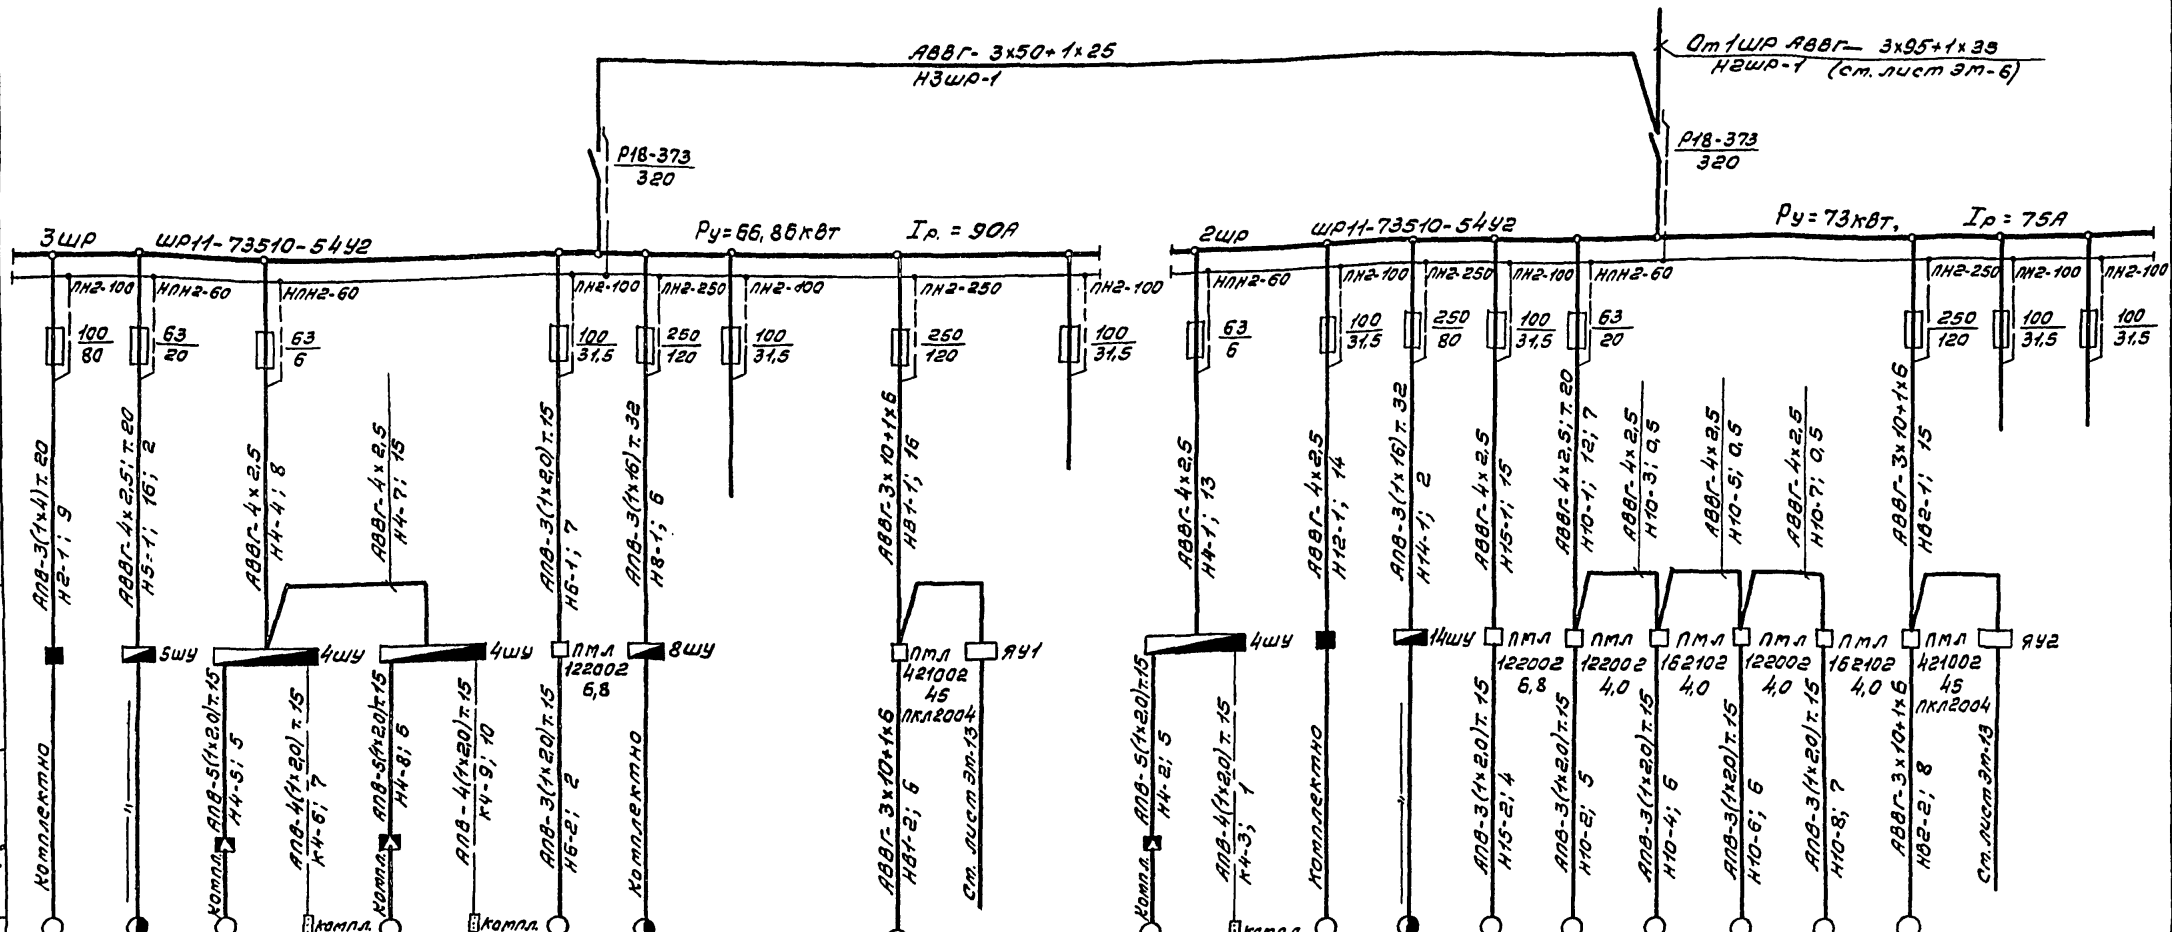 АВВГ- 3х50+1х25
Н3ШР-1
От 1ШР АВВГ- 3х95+1х35
Н2ШР-1 (см. лист ЭМ-6)
Р18-373
320
Р18-373
320
3ШР
ШР11-73510-54У2
Ру=66,86кВт
Iр.=90А
2ШР
ШР11-73510-54У2
Ру=73кВт,
Iр=75А
ПН2-100
НПН2-60
НПН2-60
ПН2-100
ПН2-250
ПН2-100
ПН2-250
ПН2-100
НПН2-60
ПН2-100
ПН2-250
ПН2-100
НПН2-60
ПН2-250
ПН2-100
ПН2-100
100
80
63
20
63
6
100
31,5
250
120
100
31,5
250
120
100
31,5
63
6
100
31,5
250
80
100
31,5
63
20
250
120
100
31,5
100
31,5
АПВ-3(1х4)т.20
Н2-1; 9
АВВГ-4х2,5; т.20
Н5-1; 16; 2
АВВГ-4х2,5
Н4-4; 8
АВВГ-4х2,5
Н4-7; 15
АПВ-3(1х2,0)т.15
Н6-1; 7
АПВ-3(1х16)т.32
Н8-1; 6
АВВГ-3х10+1х6
НВ1-1; 16
АВВГ-4х2,5
Н4-1; 13
АВВГ-4х2,5
Н12-1; 14
АПВ-3(1х16)т.32
Н14-1; 2
АВВГ-4х2,5
Н15-1; 15
АВВГ-4х2,5; т.20
Н10-1; 12; 7
АВВГ-4х2,5
Н10-3; 0,5
АВВГ-4х2,5
Н10-5; 0,5
АВВГ-4х2,5
Н10-7; 0,5
АВВГ-3х10+1х6
НВ2-1; 15
5ШУ
4ШУ
4ШУ
ПМЛ
122002
6,8
8ШУ
ПМЛ
421002
45
ПКЛ2004
ЯУ1
4ШУ
14ШУ
ПМЛ
122002
6,8
ПМЛ
122002
4,0
ПМЛ
162102
4,0
ПМЛ
122002
4,0
ПМЛ
162102
4,0
ПМЛ
421002
45
ПКЛ2004
ЯУ2
Комплектно
—"—
АПВ-5(1х2,0)т.15
Н4-5; 5
Компл.
АПВ-4(1х2,0)т.15
К4-6; 7
компл.
АПВ-5(1х2,0)т.15
Н4-8; 5
Компл.
АПВ-4(1х2,0)т.15
К4-9; 10
компл.
АПВ-3(1х2,0)т.15
Н6-2; 2
Комплектно
АВВГ-3х10+1х6
НВ1-2; 6
См. лист ЭМ-13
АПВ-5(1х2,0)т.15
Н4-2; 5
Компл.
АПВ-4(1х2,0)т.15
К4-3; 1
компл.
Комплектно
—"—
АПВ-3(1х2,0)т.15
Н15-2; 4
АПВ-3(1х2,0)т.15
Н10-2; 5
АПВ-3(1х2,0)т.15
Н10-4; 6
АПВ-3(1х2,0)т.15
Н10-6; 6
АПВ-3(1х2,0)т.15
Н10-8; 7
АВВГ-3х10+1х6
НВ2-2; 8
См. лист ЭМ-13